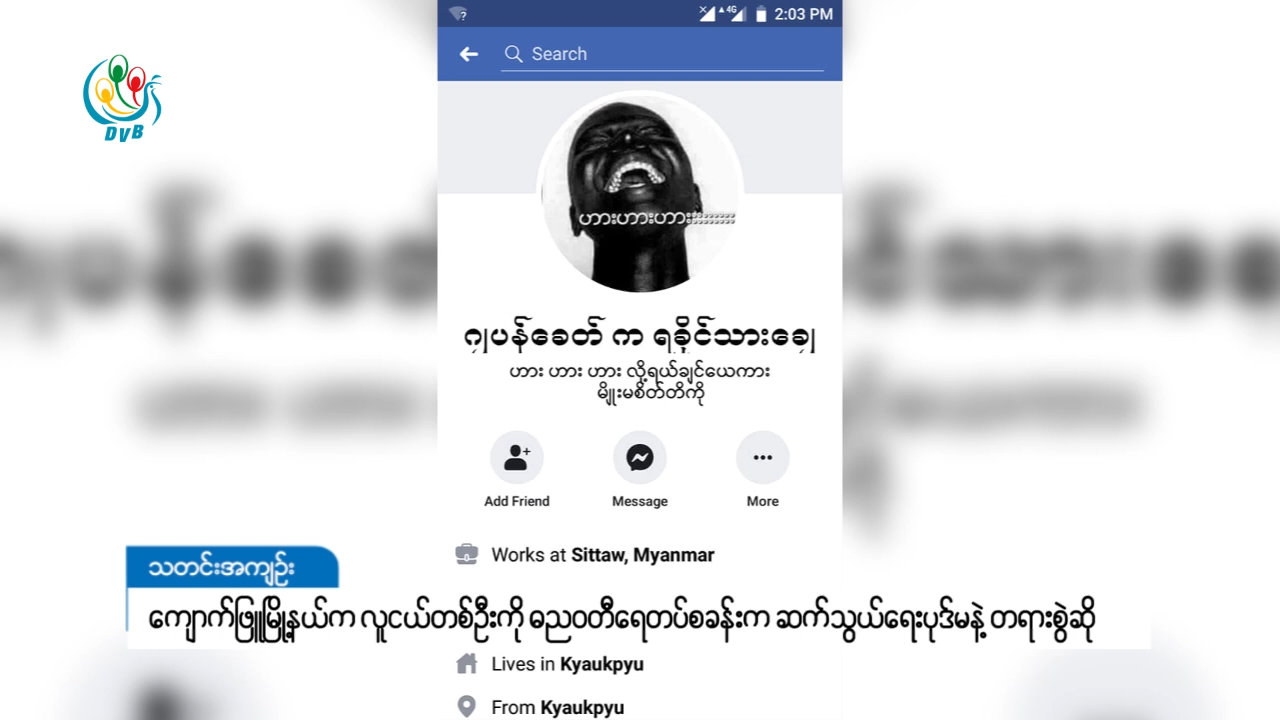 2:03 PM
4G
Search
DVB
ဟားဟားဟား
ဂျပန်ခေတ် က ရခိုင်သားချေ
ဟား ဟား ဟား လို့ရယ်ချင်ယေကား
မျိုးမစိတ်တိကို
Add Friend
Message
More
Works at Sittaw, Myanmar
သတင်းအကျဉ်း
ကျောက်ဖြူမြို့နယ်က လူငယ်တစ်ဦးကို ဓညဝတီရေတပ်စခန်းက ဆက်သွယ်ရေးပုဒ်မနဲ့ တရားစွဲဆို
Lives in Kyaukpyu
From Kyaukpyu